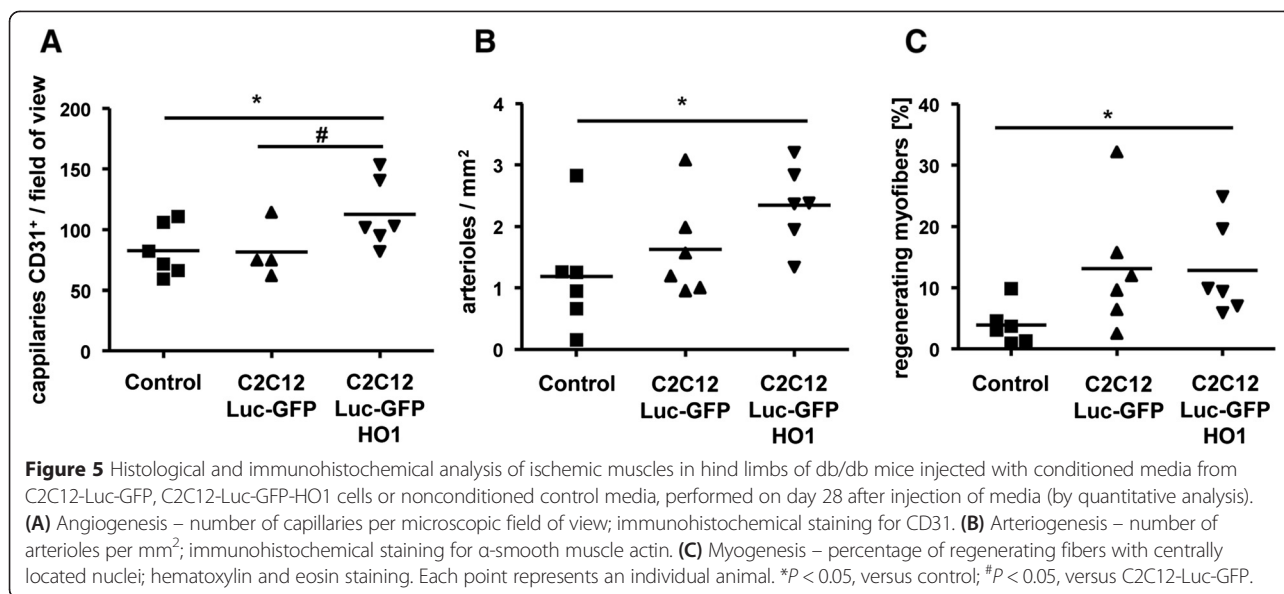 A
cappilaries CD31⁺ / field of view
200
150
100
50
0
*
#
Control
C2C12
Luc-GFP
C2C12
Luc-GFP
HO1
B
arterioles / mm²
4
3
2
1
0
*
Control
C2C12
Luc-GFP
C2C12
Luc-GFP
HO1
C
regenerating myofibers [%]
40
30
20
10
0
*
Control
C2C12
Luc-GFP
C2C12
Luc-GFP
HO1
Figure 5 Histological and immunohistochemical analysis of ischemic muscles in hind limbs of db/db mice injected with conditioned media from
C2C12-Luc-GFP, C2C12-Luc-GFP-HO1 cells or nonconditioned control media, performed on day 28 after injection of media (by quantitative analysis).
(A) Angiogenesis – number of capillaries per microscopic field of view; immunohistochemical staining for CD31. (B) Arteriogenesis – number of
arterioles per mm²; immunohistochemical staining for α-smooth muscle actin. (C) Myogenesis – percentage of regenerating fibers with centrally
located nuclei; hematoxylin and eosin staining. Each point represents an individual animal. *P < 0.05, versus control; #P < 0.05, versus C2C12-Luc-GFP.